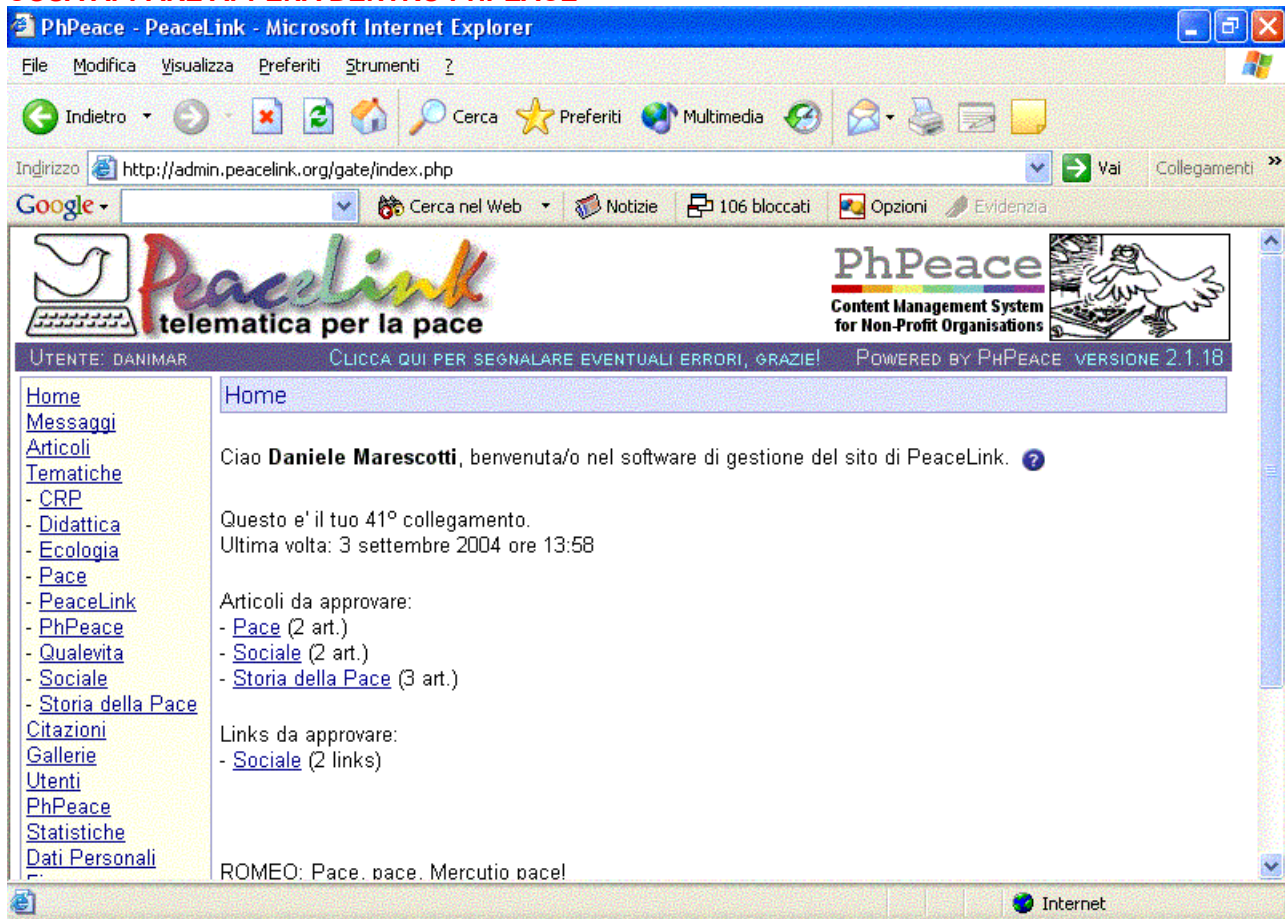 PhPeace - PeaceLink - Microsoft Internet Explorer
File Modifica Visualizza Preferiti Strumenti ?
Indietro Cerca Preferiti Multimedia
Indirizzo http://admin.peacelink.org/gate/index.php Vai Collegamenti »
Google Cerca nel Web Notizie 106 bloccati Opzioni Evidenzia
PeaceLink
telematica per la pace
PhPeace
Content Management System
for Non-Profit Organisations
UTENTE: DANIMAR CLICCA QUI PER SEGNALARE EVENTUALI ERRORI, GRAZIE! POWERED BY PHPEACE VERSIONE 2.1.18
Home
Messaggi
Articoli
Tematiche
- CRP
- Didattica
- Ecologia
- Pace
- PeaceLink
- PhPeace
- Qualevita
- Sociale
- Storia della Pace
Citazioni
Gallerie
Utenti
PhPeace
Statistiche
Dati Personali
Home
Ciao Daniele Marescotti, benvenuta/o nel software di gestione del sito di PeaceLink. ?
Questo e' il tuo 41º collegamento.
Ultima volta: 3 settembre 2004 ore 13:58
Articoli da approvare:
- Pace (2 art.)
- Sociale (2 art.)
- Storia della Pace (3 art.)
Links da approvare:
- Sociale (2 links)
ROMEO: Pace, pace, Mercutio pace!
Internet